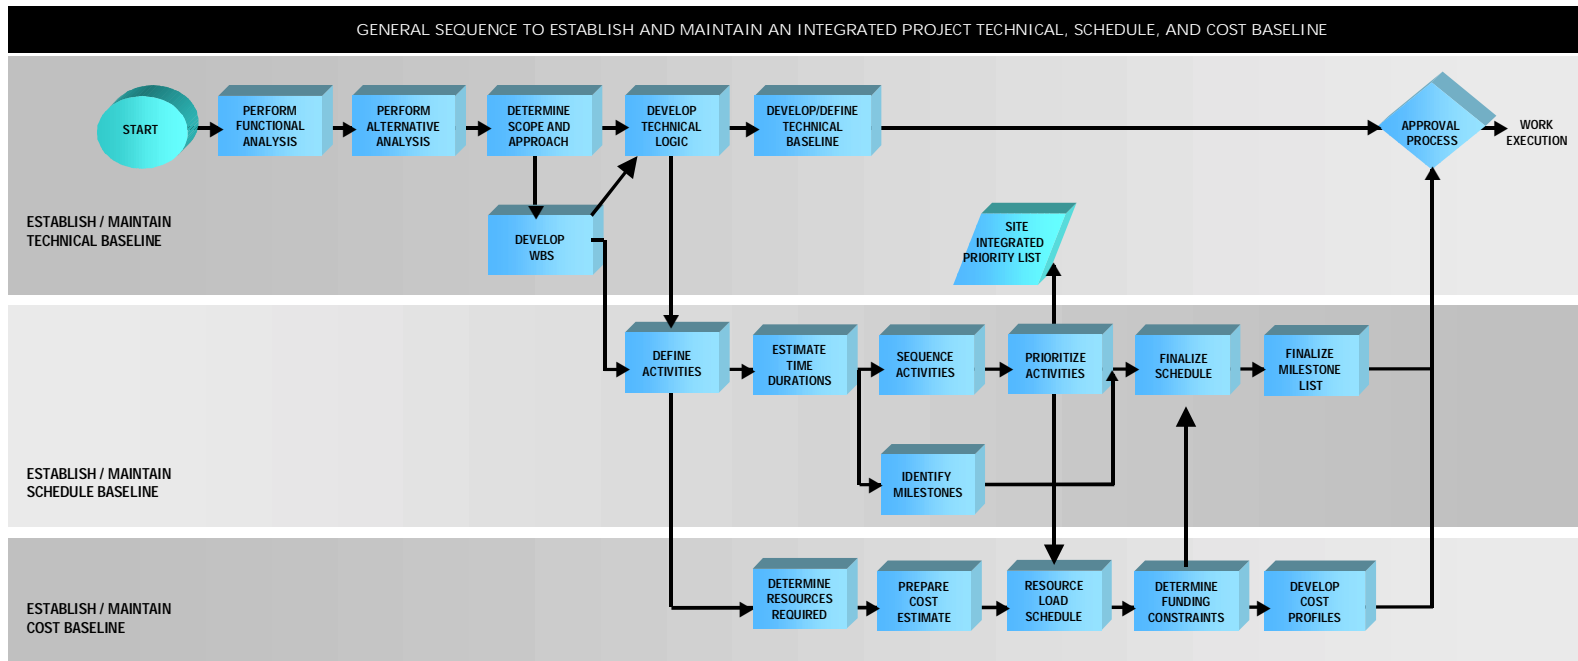 GENERAL SEQUENCE TO ESTABLISH AND MAINTAIN AN INTEGRATED PROJECT TECHNICAL, SCHEDULE, AND COST BASELINE
START
PERFORM
FUNCTIONAL
ANALYSIS
PERFORM
ALTERNATIVE
ANALYSIS
DETERMINE
SCOPE AND
APPROACH
DEVELOP
TECHNICAL
LOGIC
DEVELOP/DEFINE
TECHNICAL
BASELINE
APPROVAL
PROCESS
WORK
EXECUTION
ESTABLISH / MAINTAIN
TECHNICAL BASELINE
DEVELOP
WBS
SITE
INTEGRATED
PRIORITY LIST
DEFINE
ACTIVITIES
ESTIMATE
TIME
DURATIONS
SEQUENCE
ACTIVITIES
PRIORITIZE
ACTIVITIES
FINALIZE
SCHEDULE
FINALIZE
MILESTONE
LIST
ESTABLISH / MAINTAIN
SCHEDULE BASELINE
IDENTIFY
MILESTONES
ESTABLISH / MAINTAIN
COST BASELINE
DETERMINE
RESOURCES
REQUIRED
PREPARE
COST
ESTIMATE
RESOURCE
LOAD
SCHEDULE
DETERMINE
FUNDING
CONSTRAINTS
DEVELOP
COST
PROFILES